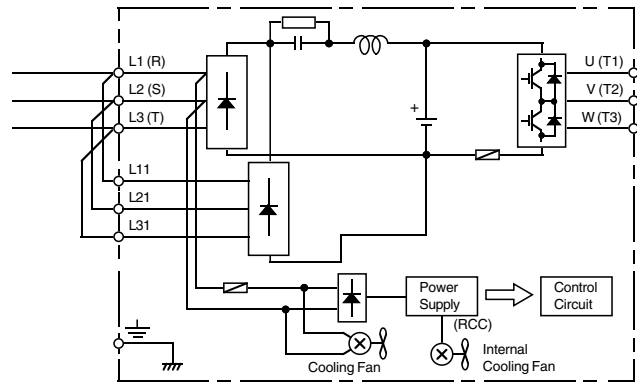 L1 (R)
L2 (S)
L3 (T)
L11
L21
L31
+
U (T1)
V (T2)
W (T3)
Power
Supply
(RCC)
Control
Circuit
Cooling Fan
Internal
Cooling Fan